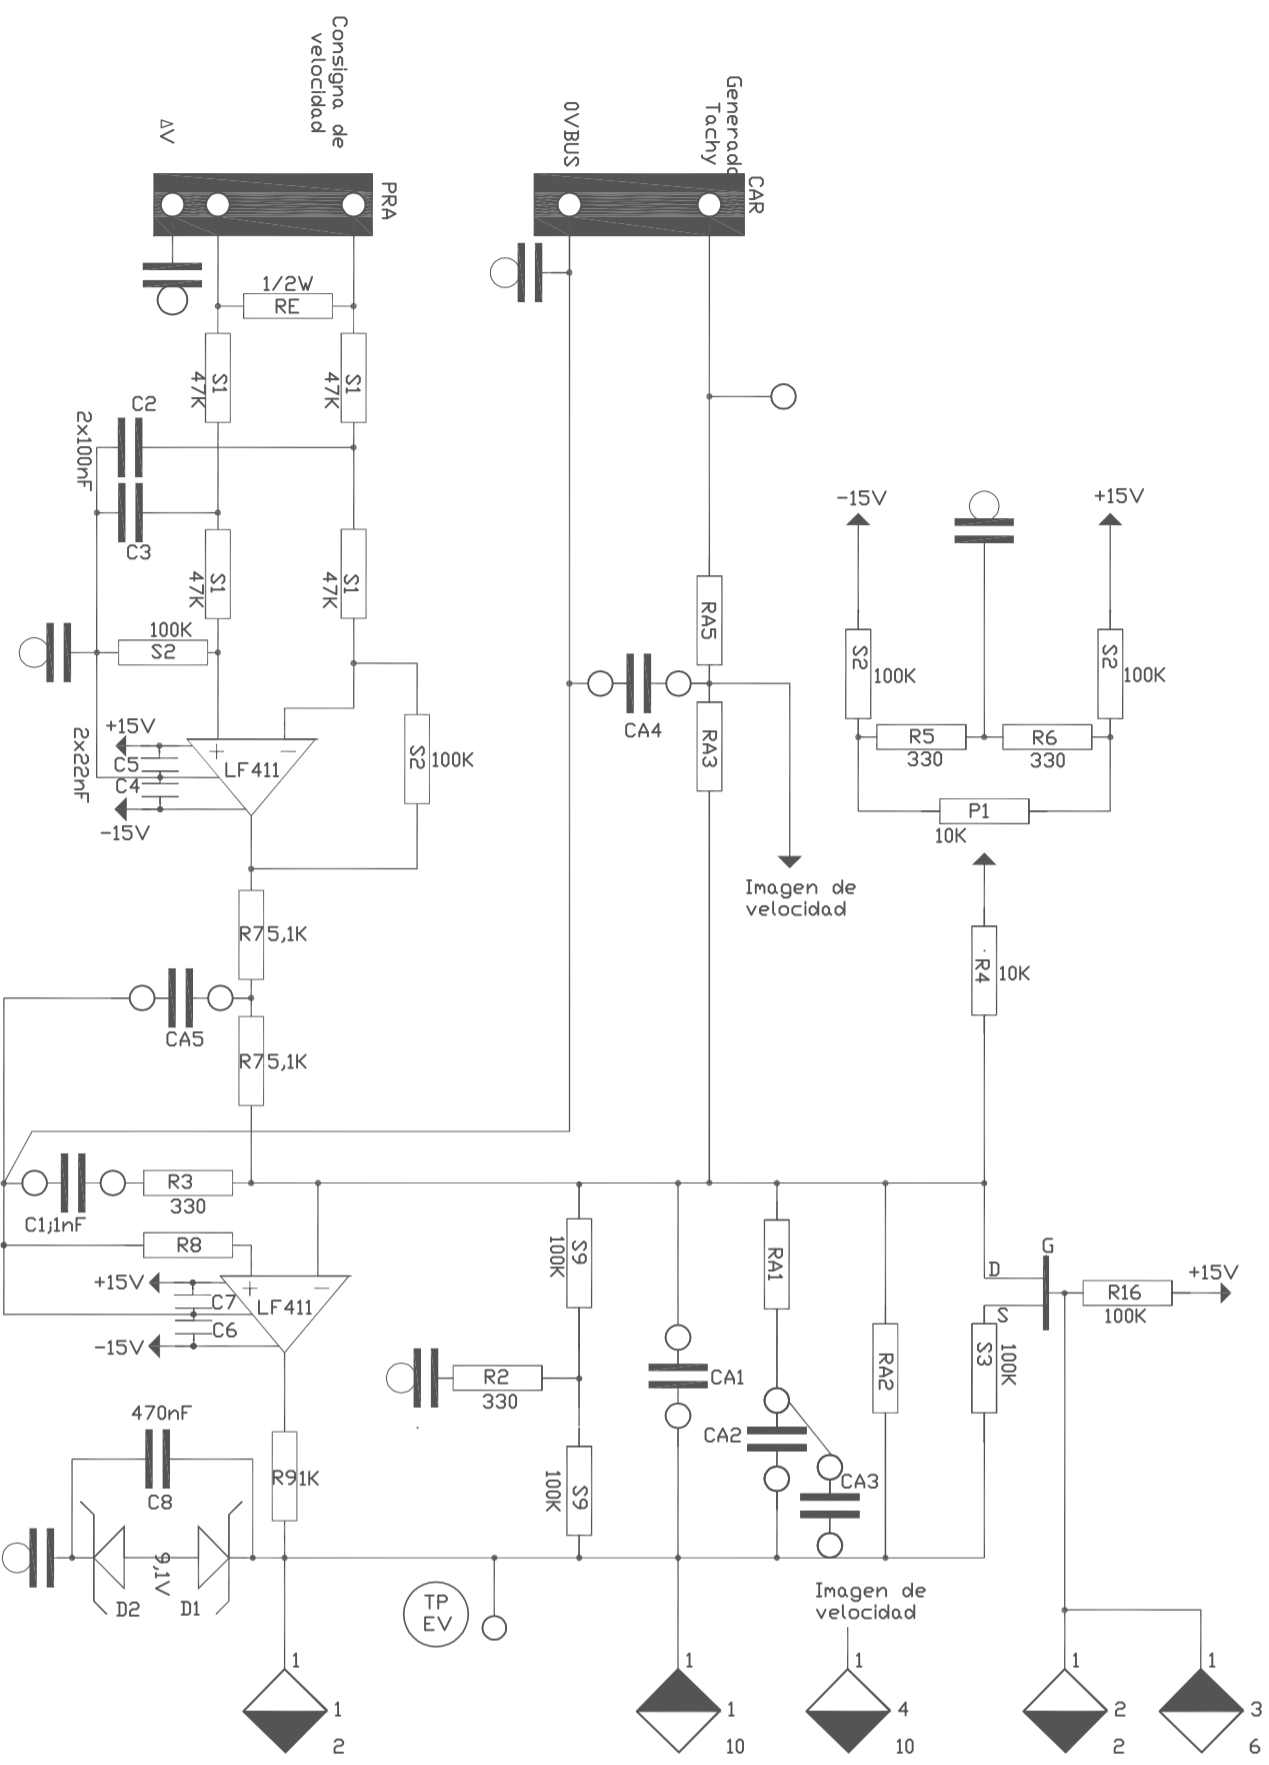 Consigna de
velocidad
ΔV
PRA
Generado
Tachy
0VBUS
CAR
1/2W
RE
S1
47K
S1
47K
C2
2x100nF
C3
S1
47K
S1
47K
100K
S2
-15V
+15V
S2
100K
S2
100K
RA5
CA4
RA3
R5
330
R6
330
P1
10K
+15V
2x22nF
C5
C4
LF411
-15V
S2
100K
Imagen de
velocidad
R75,1K
R4
10K
CA5
R75,1K
R3
330
C1;1nF
R8
+15V
C7
LF411
C6
-15V
S9
100K
RA1
D
G
S
R16
100K
+15V
S3
100K
R2
330
CA1
RA2
CA2
CA3
470nF
C8
R91K
S9
100K
9,1V
D2
D1
TP
EV
Imagen de
velocidad
1
1
2
1
1
10
1
4
10
1
2
2
1
3
6